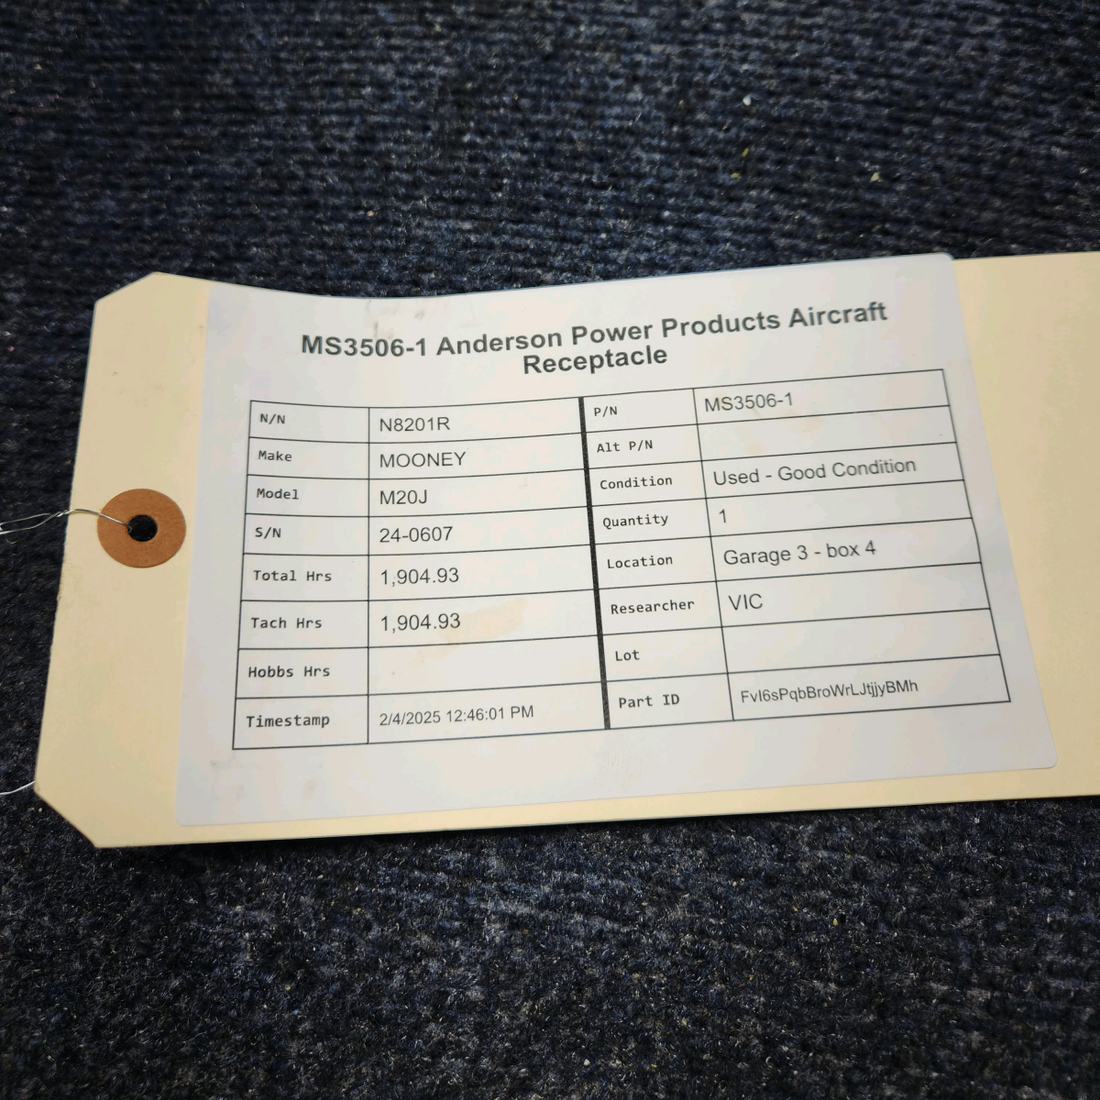 MS3506-1 Anderson Power Products Aircraft
Receptacle
N/N N8201R P/N MS3506-1
Make MOONEY Alt P/N
Model M20J Condition Used - Good Condition
S/N 24-0607 Quantity 1
Total Hrs 1,904.93 Location Garage 3 - box 4
Tach Hrs 1,904.93 Researcher VIC
Hobbs Hrs Lot
Timestamp 2/4/2025 12:46:01 PM Part ID FvI6sPqbBroWrLJtjjyBMh